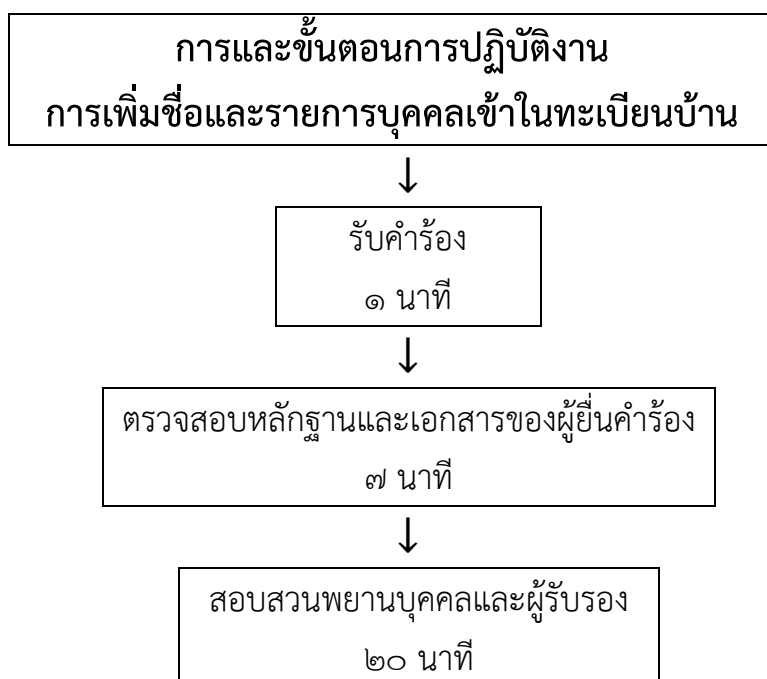 การและขั้นตอนการปฏิบัติงาน
การเพิ่มชื่อและรายการบุคคลเข้าในทะเบียนบ้าน
↓
รับคำร้อง
๑ นาที
↓
ตรวจสอบหลักฐานและเอกสารของผู้ยื่นคำร้อง
๗ นาที
↓
สอบสวนพยานบุคคลและผู้รับรอง
๒๐ นาที